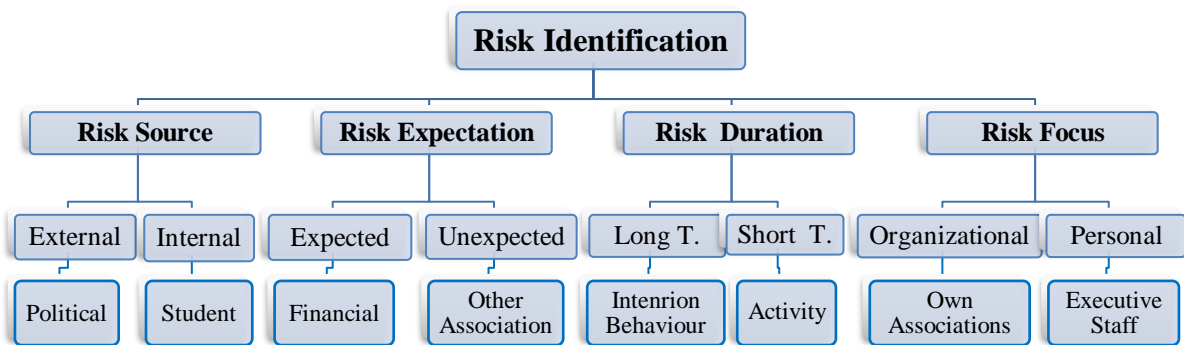 Risk Identification
Risk Source
Risk Expectation
Risk Duration
Risk Focus
External
Internal
Expected
Unexpected
Long T.
Short T.
Organizational
Personal
Political
Student
Financial
Other
Association
Intenrion
Behaviour
Activity
Own
Associations
Executive
Staff